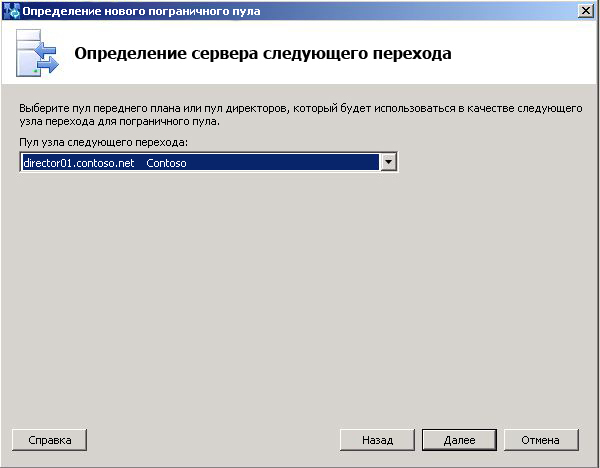 Определение нового пограничного пула
Определение сервера следующего перехода
Выберите пул переднего плана или пул директоров, который будет использоваться в качестве следующего
узла перехода для пограничного пула.
Пул узла следующего перехода:
director01.contoso.net Contoso
Справка Назад Далее Отмена